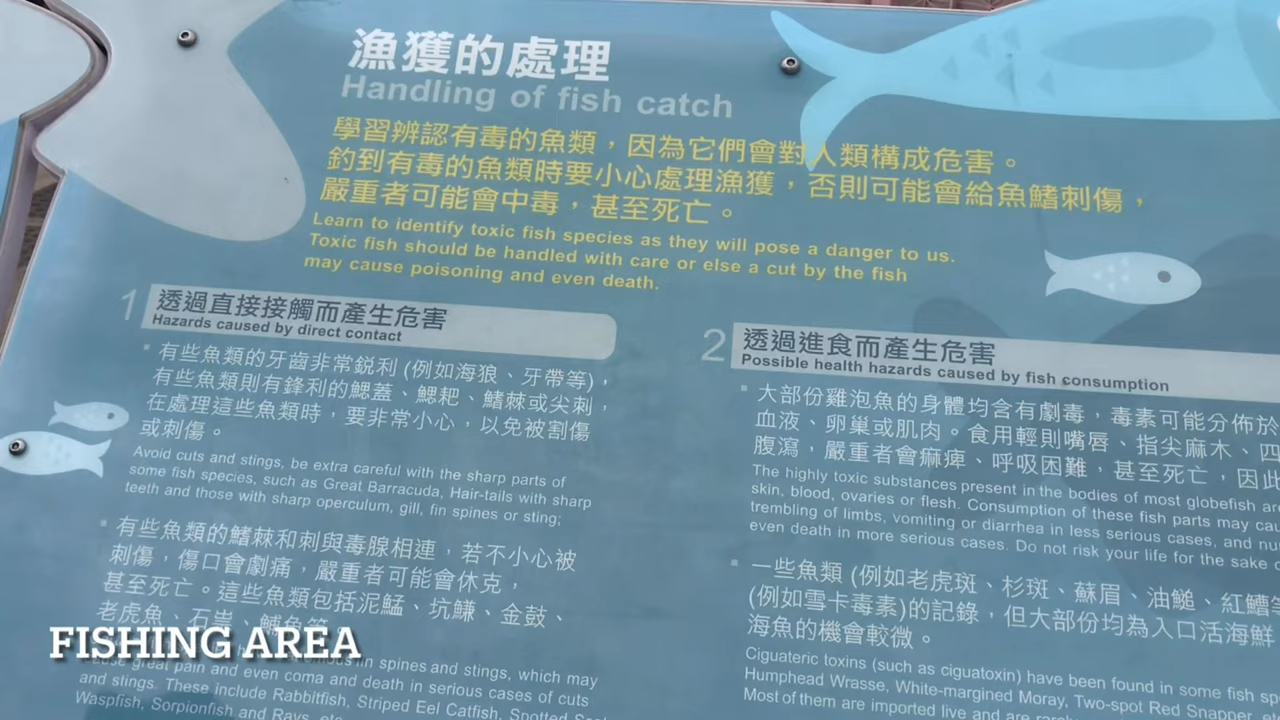 漁獲的處理
Handling of fish catch
學習辨認有毒的魚類，因為它們會對人類構成危害。
釣到有毒的魚類時要小心處理漁獲，否則可能會給魚鰭刺傷，
嚴重者可能會中毒，甚至死亡。
Learn to identify toxic fish species as they will pose a danger to us.
Toxic fish should be handled with care or else a cut by the fish
may cause poisoning and even death.
1 透過直接接觸而產生危害
Hazards caused by direct contact
有些魚類的牙齒非常銳利 (例如海狼、牙帶等)，
有些魚類則有鋒利的鰓蓋、鰓耙、鰭棘或尖刺，
在處理這些魚類時，要非常小心，以免被割傷
或刺傷。
Avoid cuts and stings, be extra careful with the sharp parts of
some fish species, such as Great Barracuda, Hair-tails with sharp
teeth and those with sharp operculum, gill, fin spines or sting;
有些魚類的鰭棘和刺與毒腺相連，若不小心被
刺傷，傷口會劇痛，嚴重者可能會休克，
甚至死亡。這些魚類包括泥鯭、坑鰜、金鼓、
老虎魚、石
fin spines and stings, which may
great pain and even coma and death in serious cases of cuts
and stings. These include Rabbitfish, Striped Eel Catfish, Spotted
Waspfish, Scorpionfish and Rays, etc
2 透過進食而產生危害
Possible health hazards caused by fish consumption
大部份雞泡魚的身體均含有劇毒，毒素可能分佈於
血液、卵巢或肌肉。食用輕則嘴唇、指尖麻木、四
腹瀉，嚴重者會痲痺、呼吸困難，甚至死亡，因此
The highly toxic substances present in the bodies of most globefish are
skin, blood, ovaries or flesh. Consumption of these fish parts may
trembling of limbs, vomiting or diarrhea in less serious cases, and
even death in more serious cases. Do not risk your life for the sake
一些魚類 (例如老虎斑、杉斑、蘇眉、油鎚、紅鱠
(例如雪卡毒素)的記錄，但大部份均為入口活海鮮
海魚的機會較微。
Ciguateric toxins (such as ciguatoxin) have been found in some fish
Humphead Wrasse, White-margined Moray, Two-spot Red Snapper,
Most of them are imported live and are
FISHING AREA